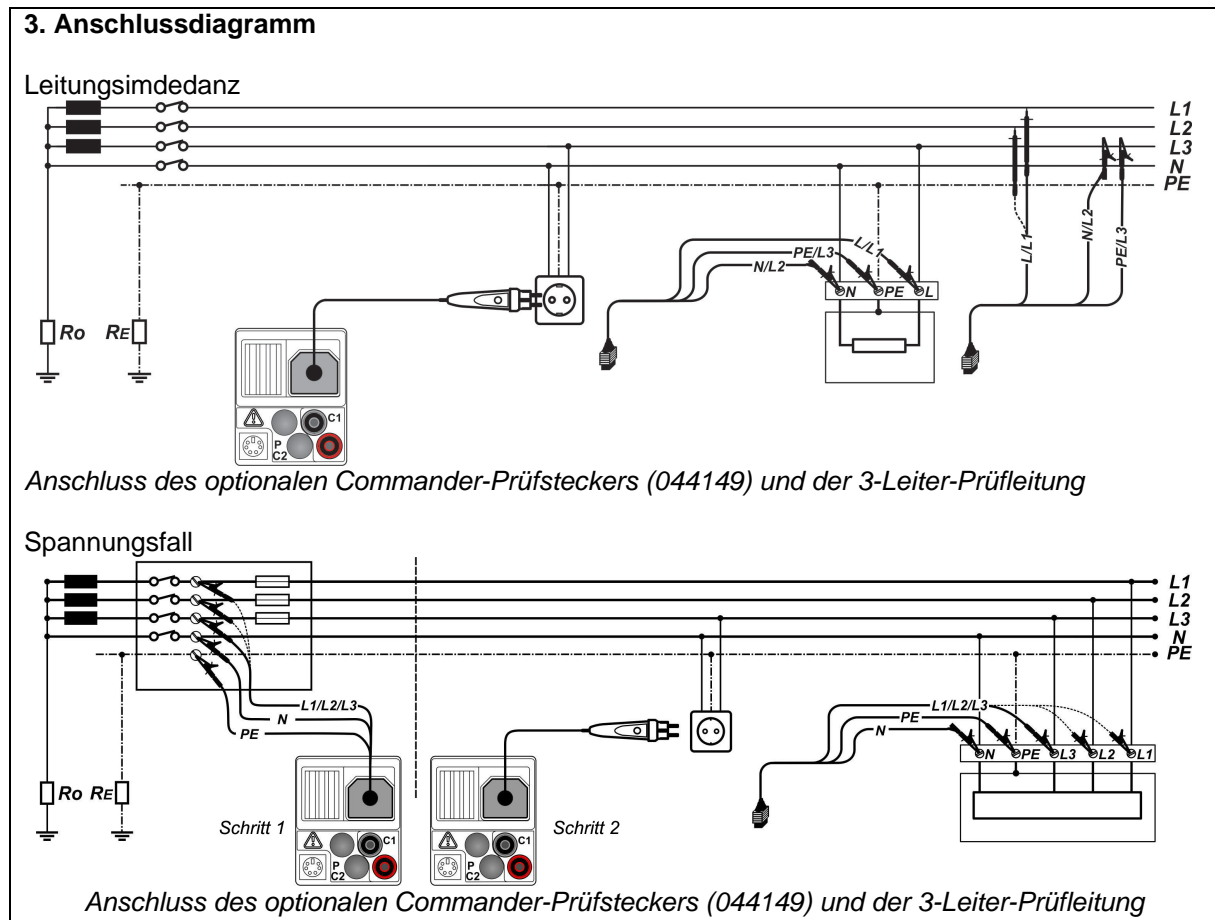 3. Anschlussdiagramm
Leitungsimdedanz
L1
L2
L3
N
PE
L/L1
PE/L3
N/L2
L/L1
N/L2
PE/L3
N PE L
Ro RE
C1
P
C2
Anschluss des optionalen Commander-Prüfsteckers (044149) und der 3-Leiter-Prüfleitung
Spannungsfall
L1
L2
L3
N
PE
L1/L2/L3
N
PE
L1/L2/L3
PE
N
N PE L3 L2 L1
Ro RE
Schritt 1
C1
P
C2
Schritt 2
C1
P
C2
Anschluss des optionalen Commander-Prüfsteckers (044149) und der 3-Leiter-Prüfleitung